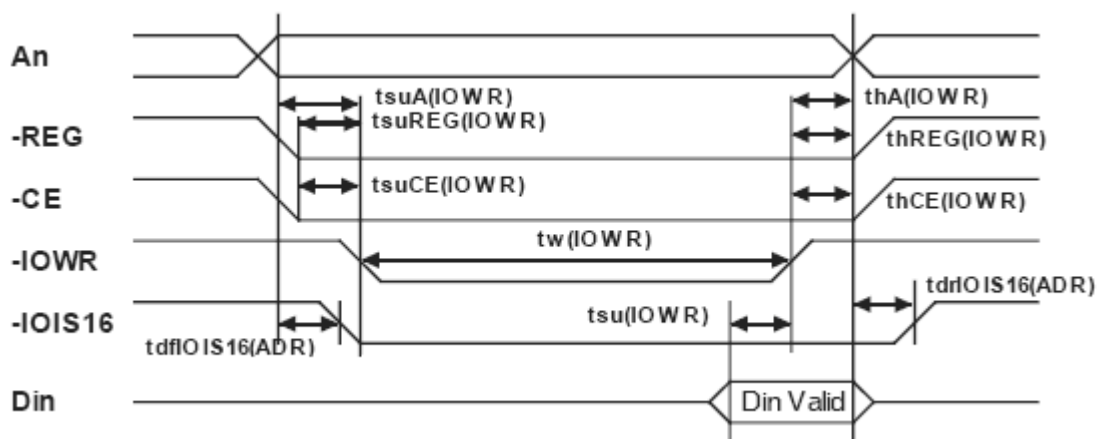 An
tsuA(IOWR)
thA(IOWR)
tsuREG(IOWR)
-REG
thREG(IOWR)
tsuCE(IOWR)
-CE
thCE(IOWR)
tw(IOWR)
-IOWR
tdrIOIS16(ADR)
tsu(IOWR)
-IOIS16
tdfIOIS16(ADR)
Din
Din Valid